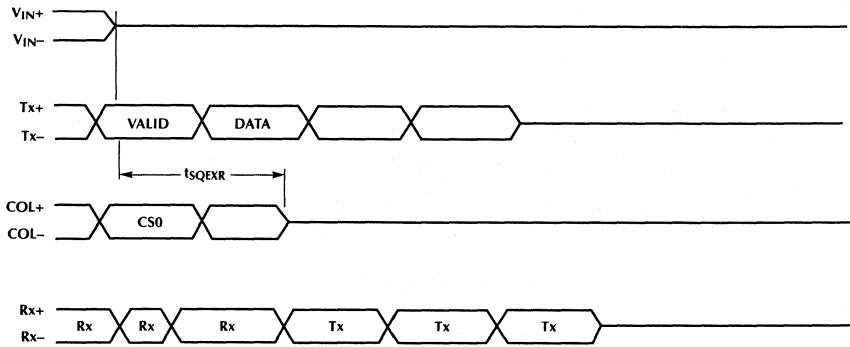 VIN+
VIN–
Tx+
Tx–
VALID
DATA
tSQEXR
COL+
COL–
CS0
Rx+
Rx–
Rx
Rx
Rx
Tx
Tx
Tx